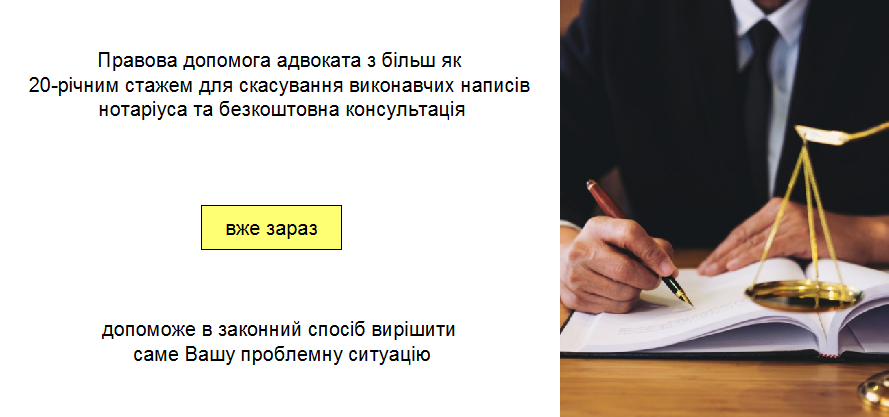 Правова допомога адвоката з більш як
20-річним стажем для скасування виконавчих написів
нотаріуса та безкоштовна консультація
вже зараз
допоможе в законний спосіб вирішити
саме Вашу проблемну ситуацію